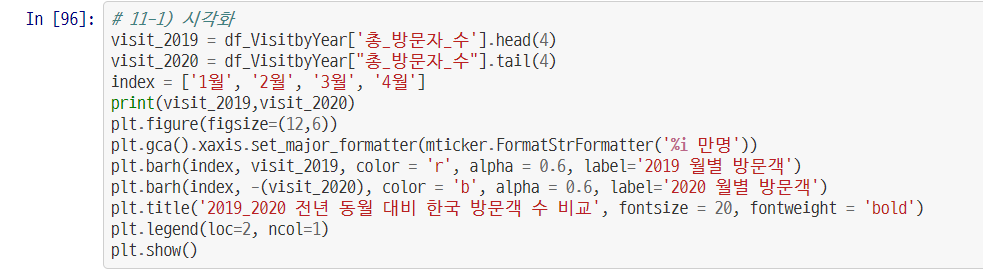 In [96]: # 11-1) 시각화
visit_2019 = df_VisitbyYear['총_방문자_수'].head(4)
visit_2020 = df_VisitbyYear["총_방문자_수"].tail(4)
index = ['1월', '2월', '3월', '4월']
print(visit_2019,visit_2020)
plt.figure(figsize=(12,6))
plt.gca().xaxis.set_major_formatter(mticker.FormatStrFormatter('%i 만명'))
plt.barh(index, visit_2019, color = 'r', alpha = 0.6, label='2019 월별 방문객')
plt.barh(index, -(visit_2020), color = 'b', alpha = 0.6, label='2020 월별 방문객')
plt.title('2019_2020 전년 동월 대비 한국 방문객 수 비교', fontsize = 20, fontweight = 'bold')
plt.legend(loc=2, ncol=1)
plt.show()